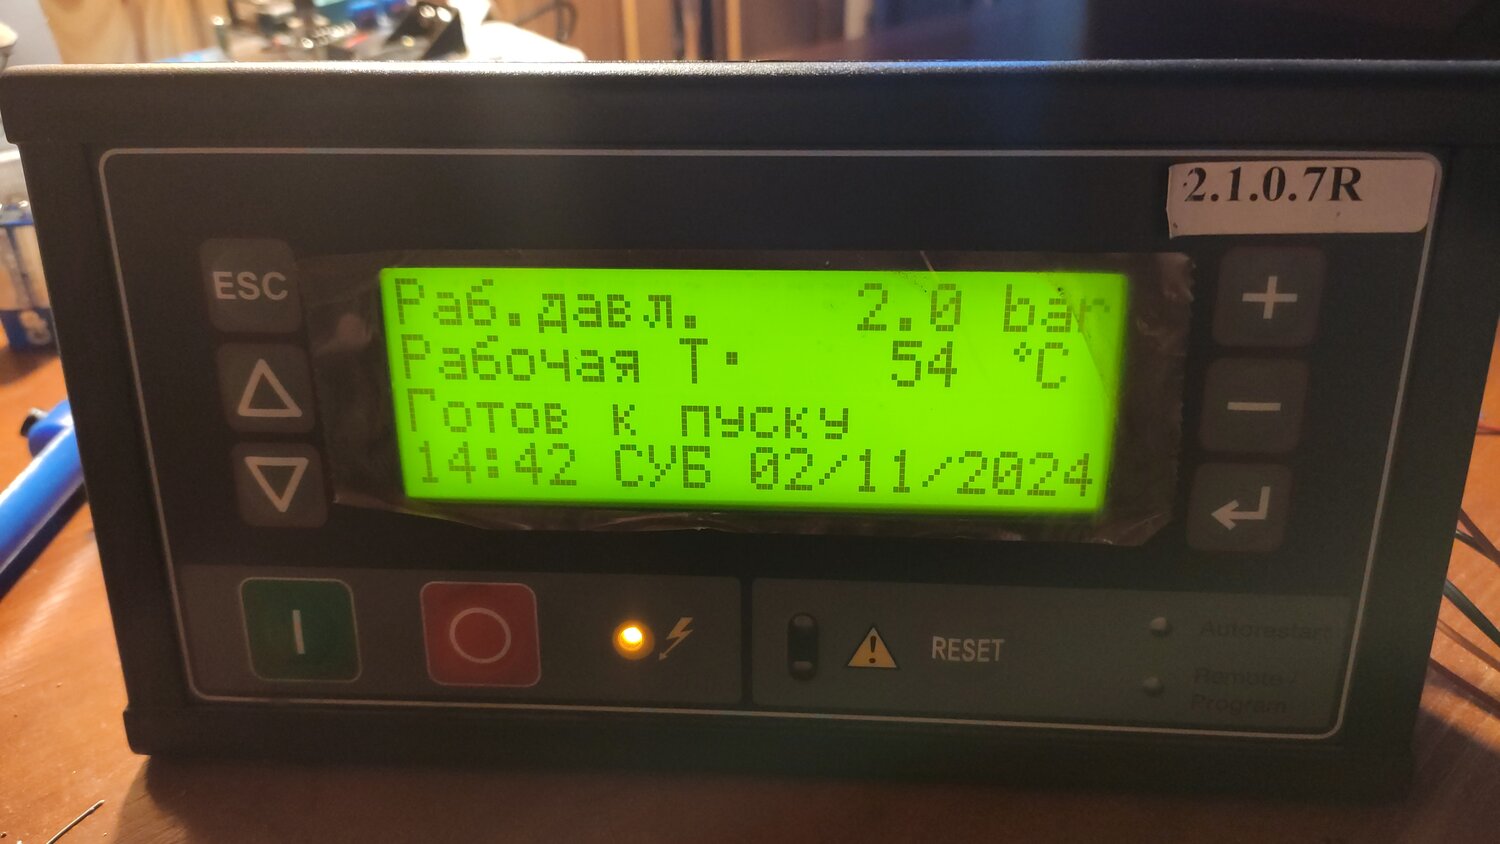 2.1.0.7R
ESC
Раб.давл. 2.0 bar
Рабочая Т· 54 °C
Готов к пуску
14:42 СУБ 02/11/2024
RESET
Autorestart
Remote/
Program